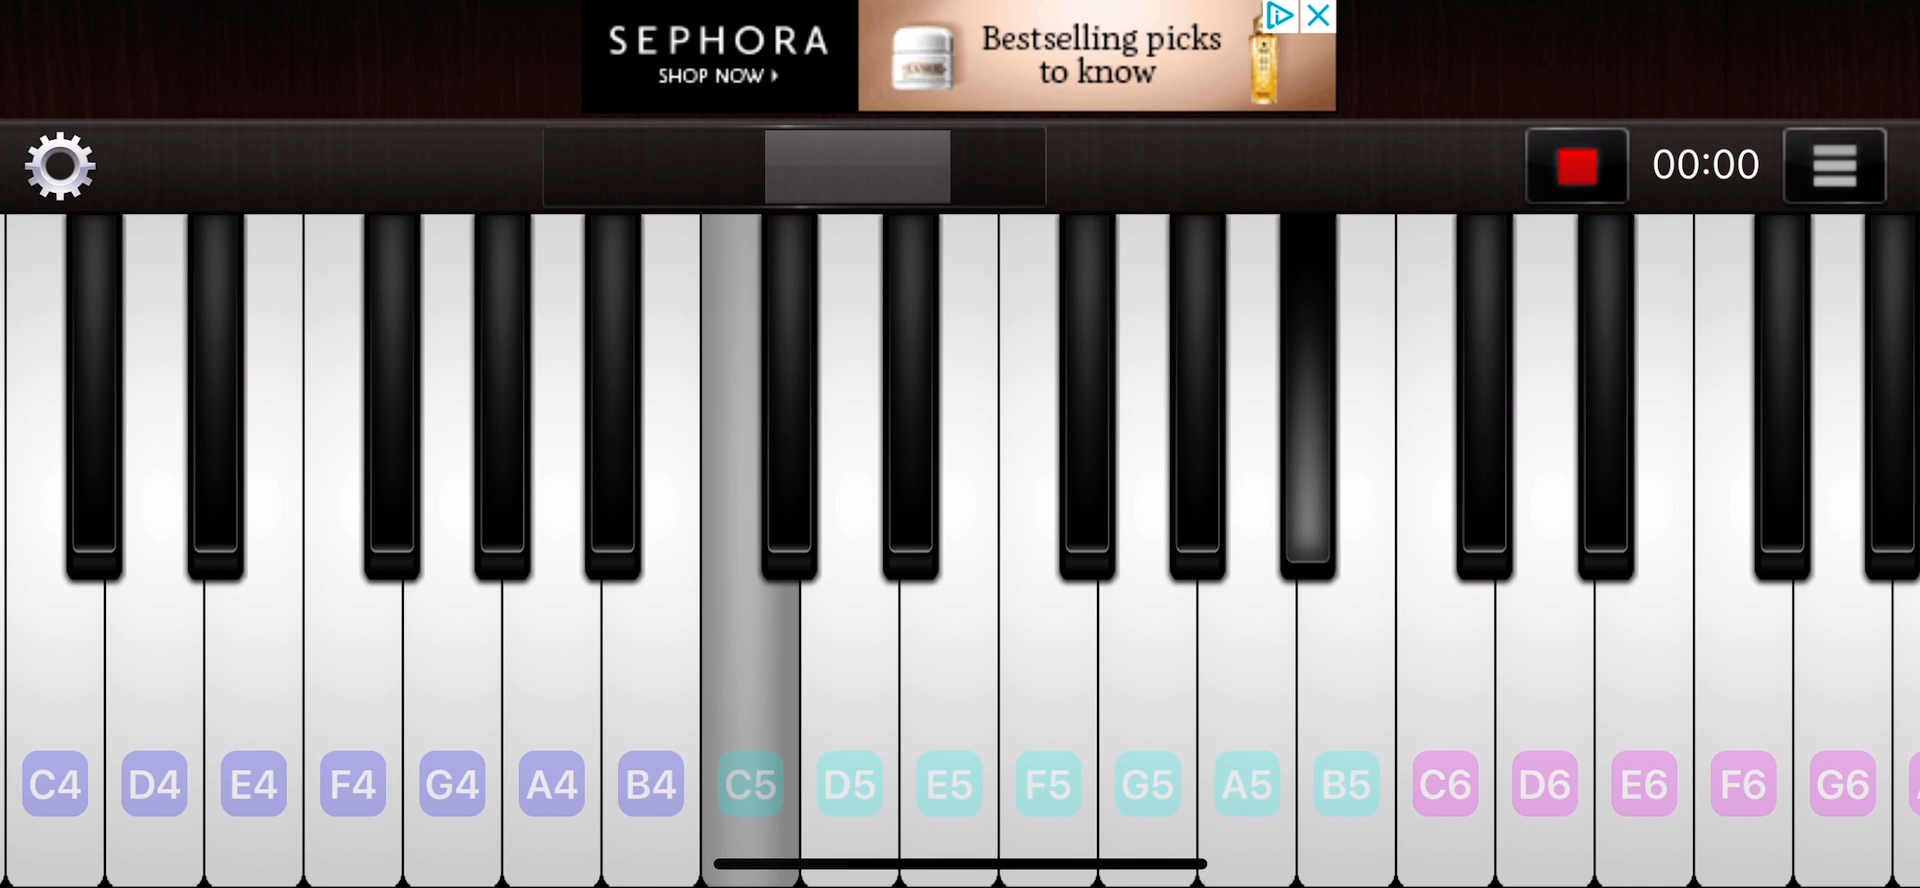 SEPHORA
SHOP NOW
Bestselling picks
to know
00:00
C4 D4 E4 F4 G4 A4 B4 C5 D5 E5 F5 G5 A5 B5 C6 D6 E6 F6 G6